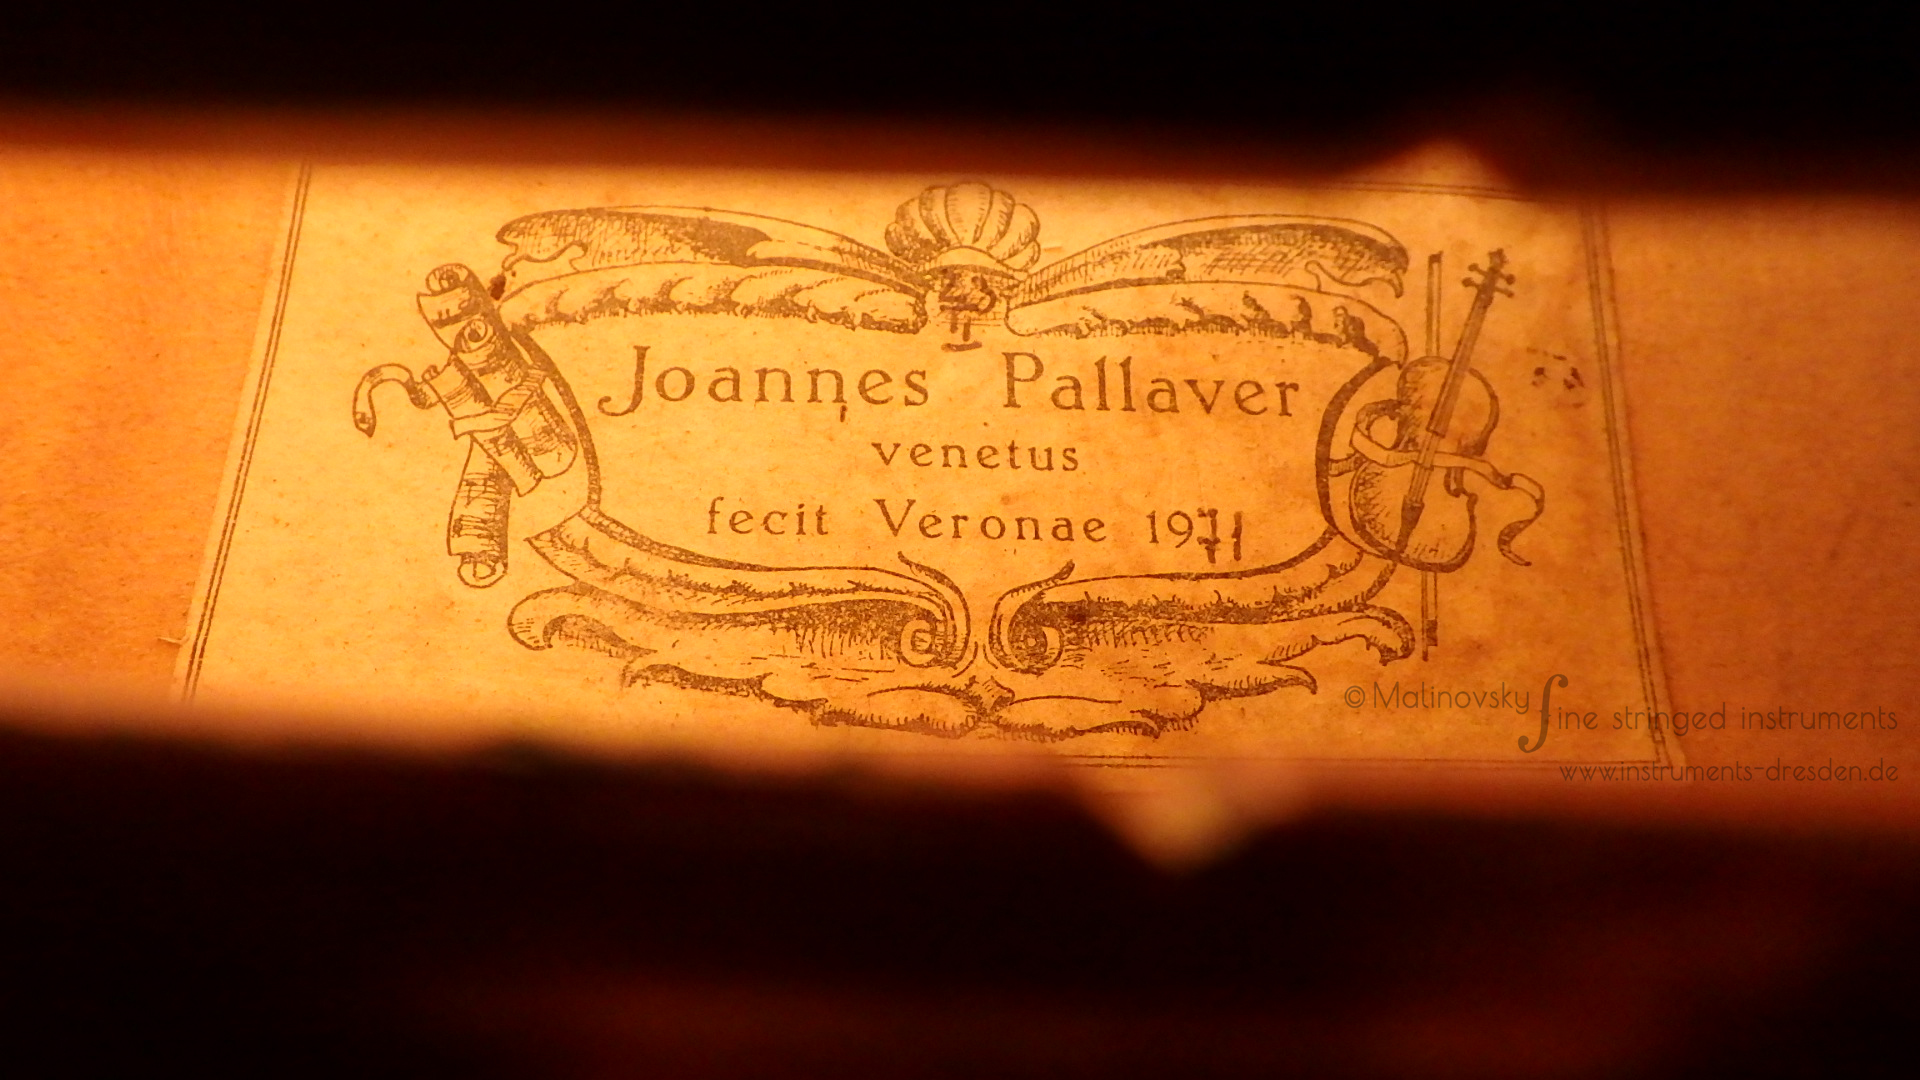 Joannes Pallaver
venetus
fecit Veronae 1971
© Malinovsky fine stringed instruments
www.instruments-dresden.de